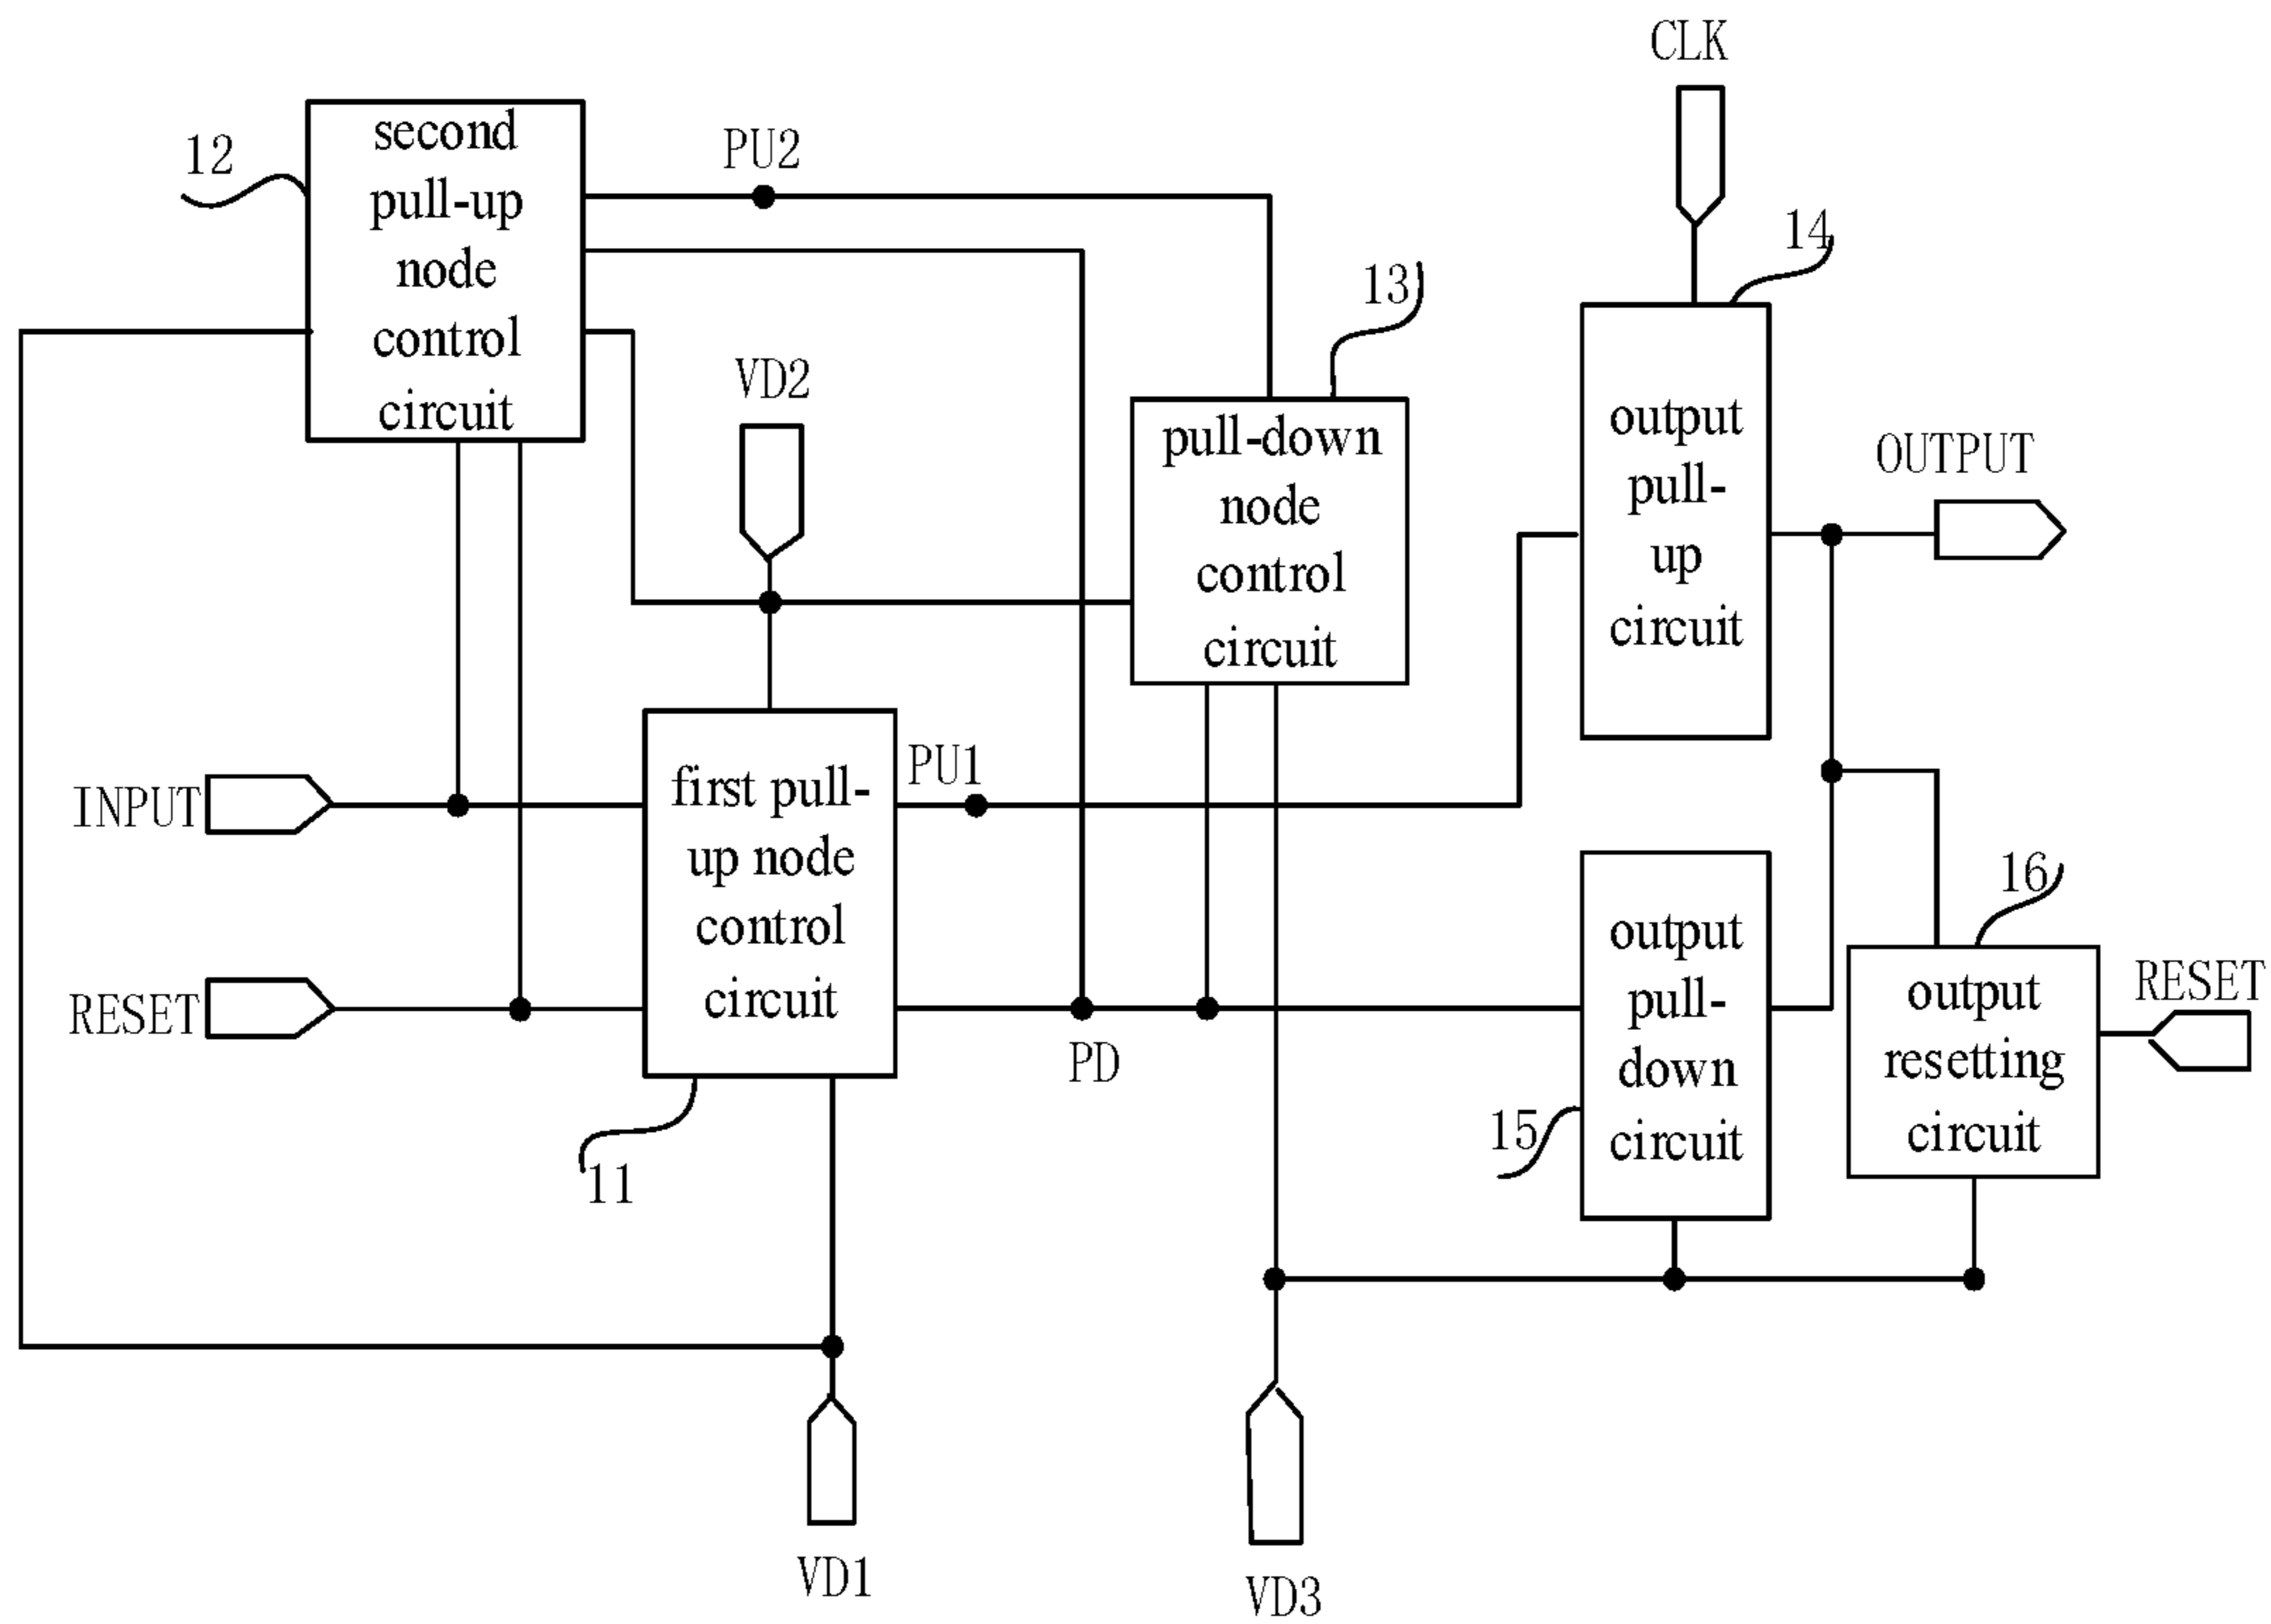 CLK
12
second
pull-up
node
control
circuit
PU2
14
13
VD2
pull-down
node
control
circuit
output
pull-
up
circuit
OUTPUT
INPUT
first pull-
up node
control
circuit
PU1
RESET
PD
11
output
pull-
down
circuit
15
16
output
resetting
circuit
RESET
VD1
VD3